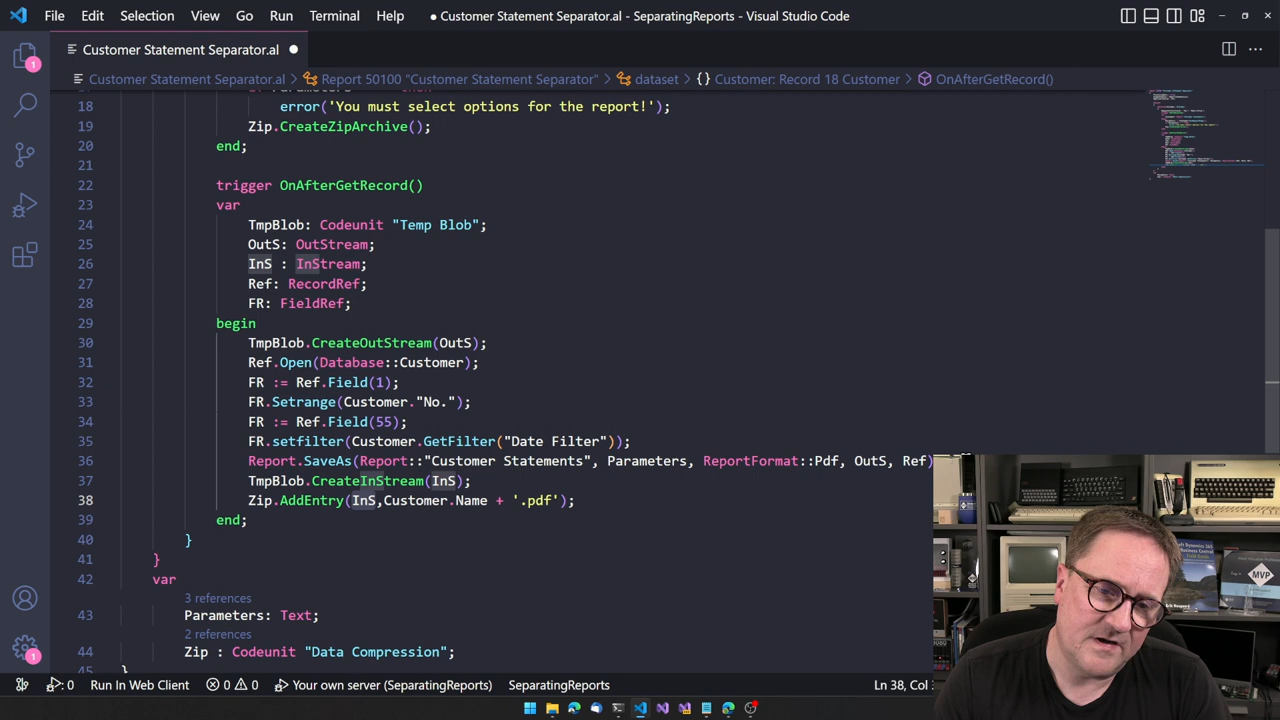 File Edit Selection View Go Run Terminal Help
● Customer Statement Separator.al - SeparatingReports - Visual Studio Code
Customer Statement Separator.al
Customer Statement Separator.al > Report 50100 "Customer Statement Separator" > dataset > {} Customer: Record 18 Customer > OnAfterGetRecord()
18 error('You must select options for the report!');
19 Zip.CreateZipArchive();
20 end;
21
22 trigger OnAfterGetRecord()
23 var
24 TmpBlob: Codeunit "Temp Blob";
25 OutS: OutStream;
26 InS : InStream;
27 Ref: RecordRef;
28 FR: FieldRef;
29 begin
30 TmpBlob.CreateOutStream(OutS);
31 Ref.Open(Database::Customer);
32 FR := Ref.Field(1);
33 FR.Setrange(Customer."No.");
34 FR := Ref.Field(55);
35 FR.setfilter(Customer.GetFilter("Date Filter"));
36 Report.SaveAs(Report::"Customer Statements", Parameters, ReportFormat::Pdf, OutS, Ref)
37 TmpBlob.CreateInStream(InS);
38 Zip.AddEntry(InS,Customer.Name + '.pdf');
39 end;
40 }
41 }
42 var
3 references
43 Parameters: Text;
2 references
44 Zip : Codeunit "Data Compression";
45 }
1
1
MVP
0 Run In Web Client 0 0 Your own server (SeparatingReports) SeparatingReports Ln 38,